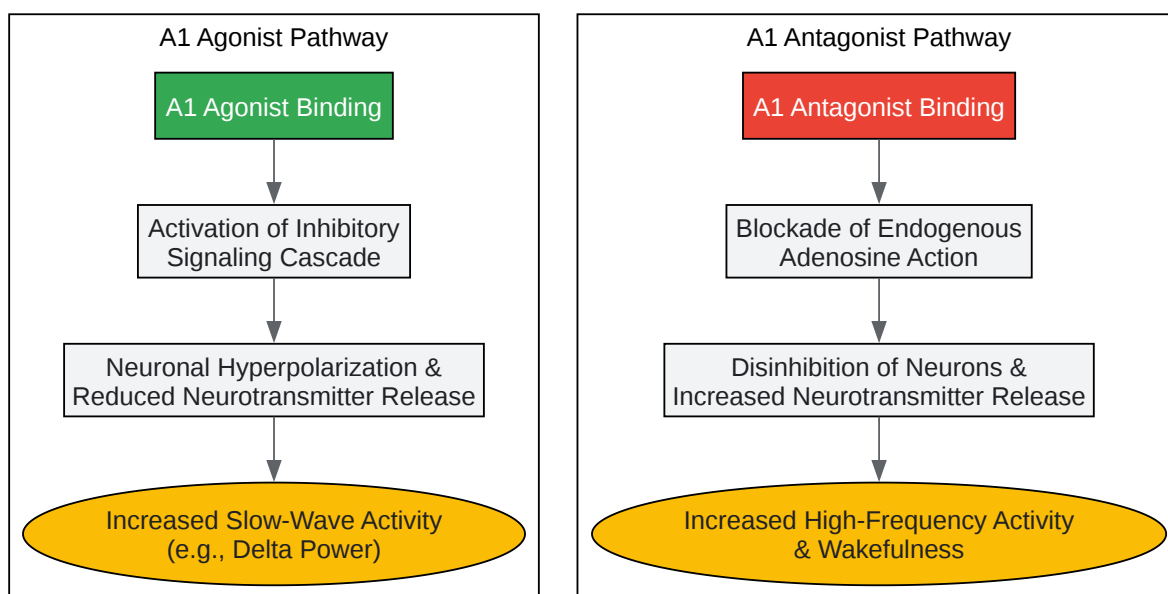 A1 Agonist Pathway
A1 Agonist Binding
Activation of Inhibitory
Signaling Cascade
Neuronal Hyperpolarization &
Reduced Neurotransmitter Release
Increased Slow-Wave Activity
(e.g., Delta Power)
A1 Antagonist Pathway
A1 Antagonist Binding
Blockade of Endogenous
Adenosine Action
Disinhibition of Neurons &
Increased Neurotransmitter Release
Increased High-Frequency Activity
& Wakefulness